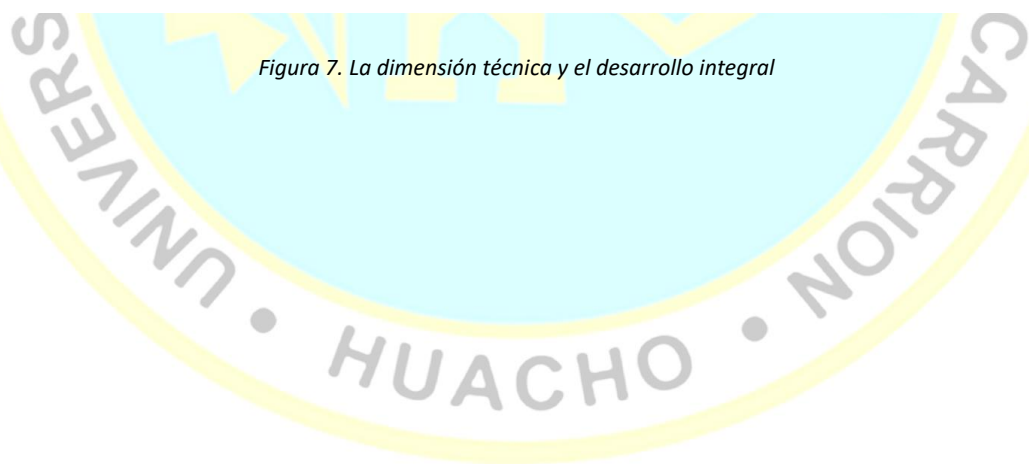 Figura 7. La dimensión técnica y el desarrollo integral
UNIVERS
• HUACHO •
CARRION